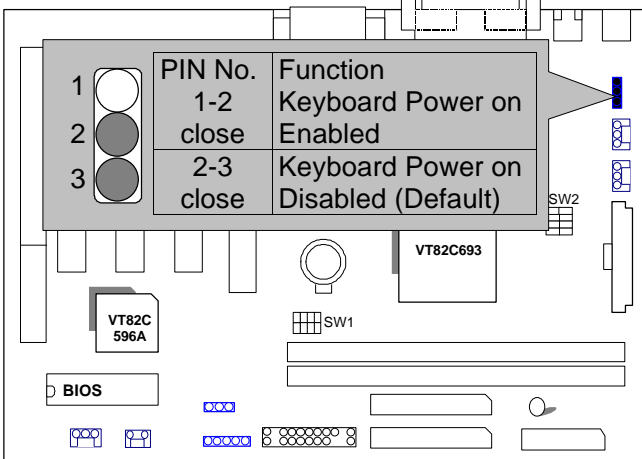 PIN No. Function
1
1-2 Keyboard Power on
2
close Enabled
3
2-3 Keyboard Power on
close Disabled (Default)
SW2
VT82C693
VT82C
596A
SW1
BIOS